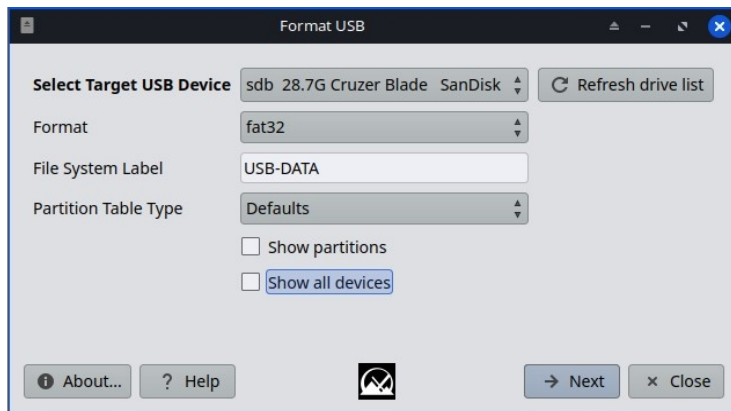 Format USB
Select Target USB Device sdb 28.7G Cruzer Blade SanDisk Refresh drive list
Format fat32
File System Label USB-DATA
Partition Table Type Defaults
Show partitions
Show all devices
About... ? Help Next Close